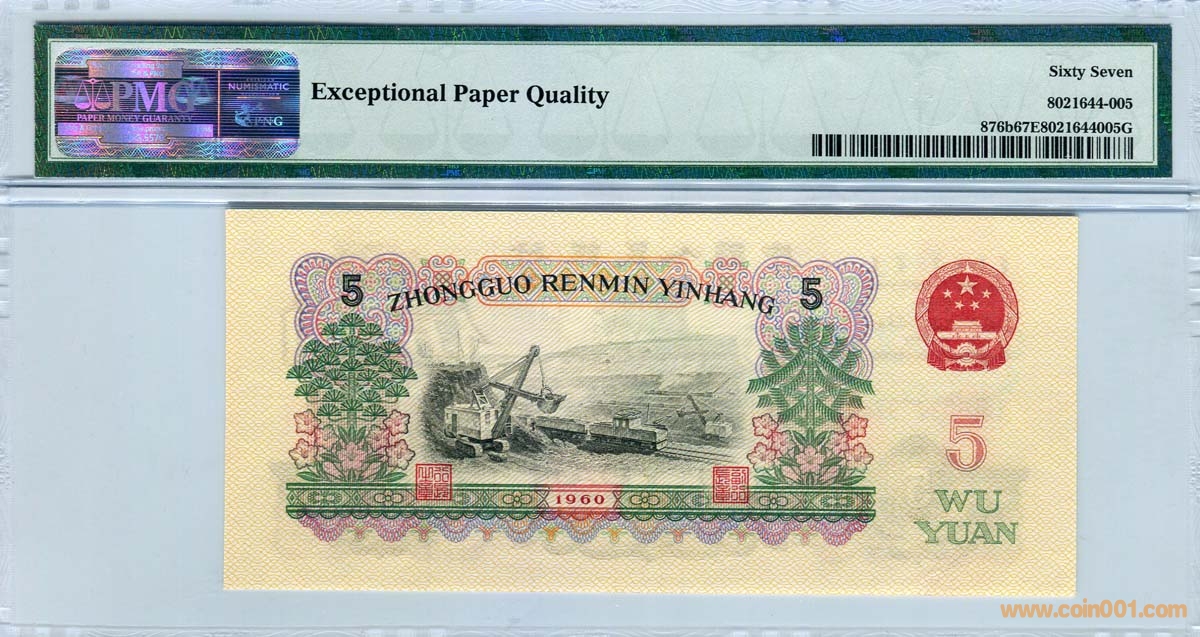 PMG
PAPER MONEY GUARANTY
NUMISMATIC
PNG
Exceptional Paper Quality
Sixty Seven
8021644-005
876b67E8021644005G
5 ZHONGGUO RENMIN YINHANG 5
1960
5
WU
YUAN
www.coin001.com